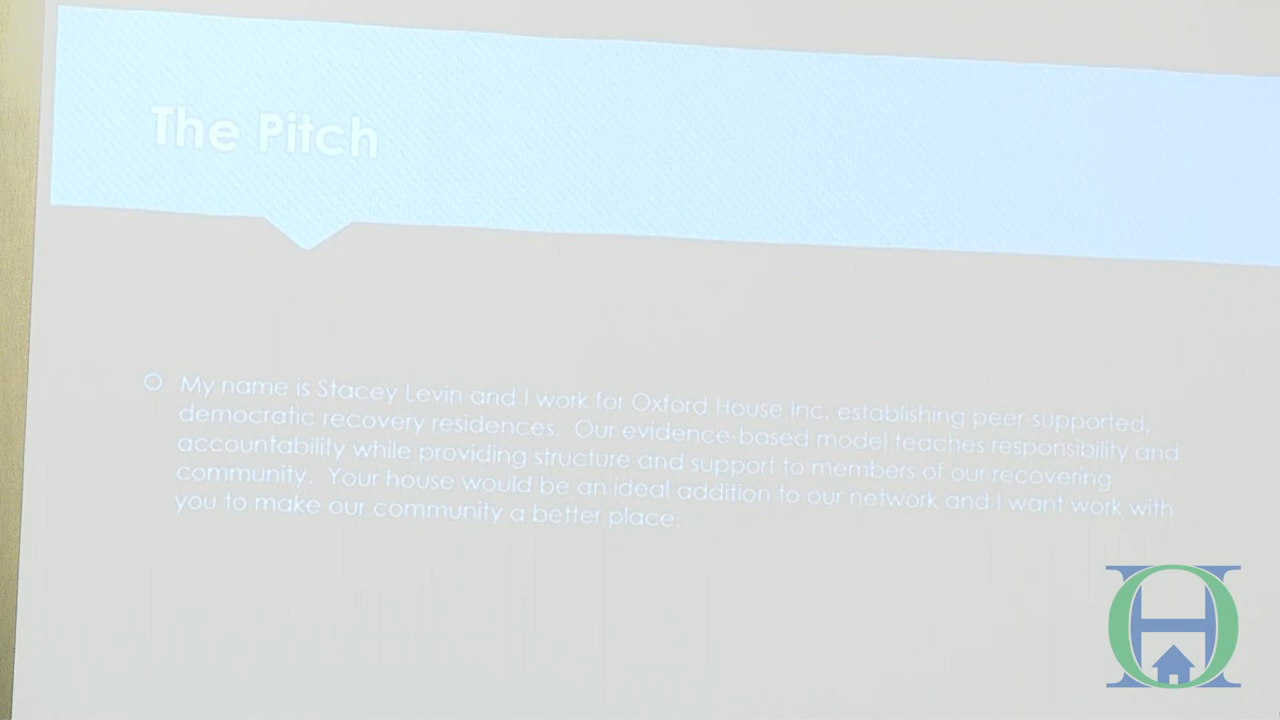 The Pitch
My name is Stacey Levin and I work for Oxford House Inc, establishing peer-supported,
democratic recovery residences. Our evidence-based model teaches responsibility and
accountability while providing structure and support to members of our recovering
community. Your house would be an ideal addition to our network and I want work with
you to make our community a better place.
OH